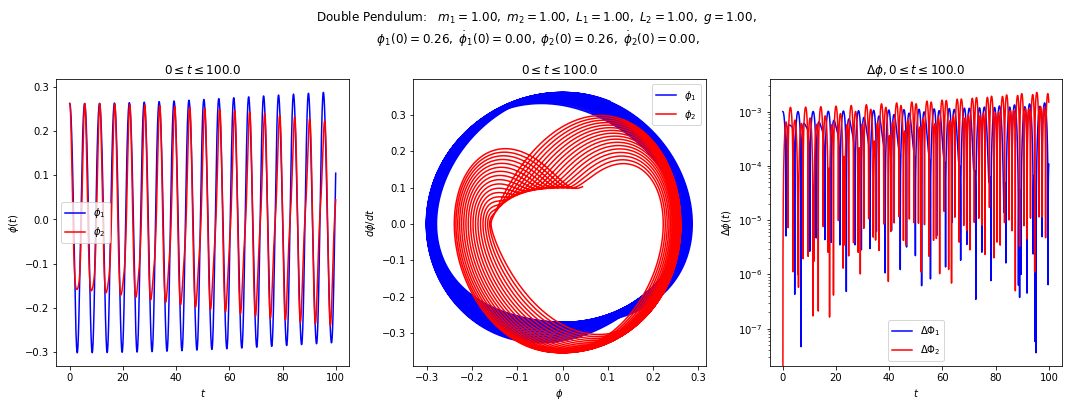 Double Pendulum: m₁ = 1.00, m₂ = 1.00, L₁ = 1.00, L₂ = 1.00, g = 1.00,
ϕ₁(0) = 0.26, ϕ̇₁(0) = 0.00, ϕ₂(0) = 0.26, ϕ̇₂(0) = 0.00,
0 ≤ t ≤ 100.0
ϕ(t)
0.3
0.2
0.1
0.0
−0.1
−0.2
−0.3
ϕ₁
ϕ₂
0 20 40 60 80 100
t
0 ≤ t ≤ 100.0
dϕ/dt
0.3
0.2
0.1
0.0
−0.1
−0.2
−0.3
ϕ₁
ϕ₂
−0.3 −0.2 −0.1 0.0 0.1 0.2 0.3
ϕ
Δϕ, 0 ≤ t ≤ 100.0
Δϕ(t)
10⁻³
10⁻⁴
10⁻⁵
10⁻⁶
10⁻⁷
ΔΦ₁
ΔΦ₂
0 20 40 60 80 100
t